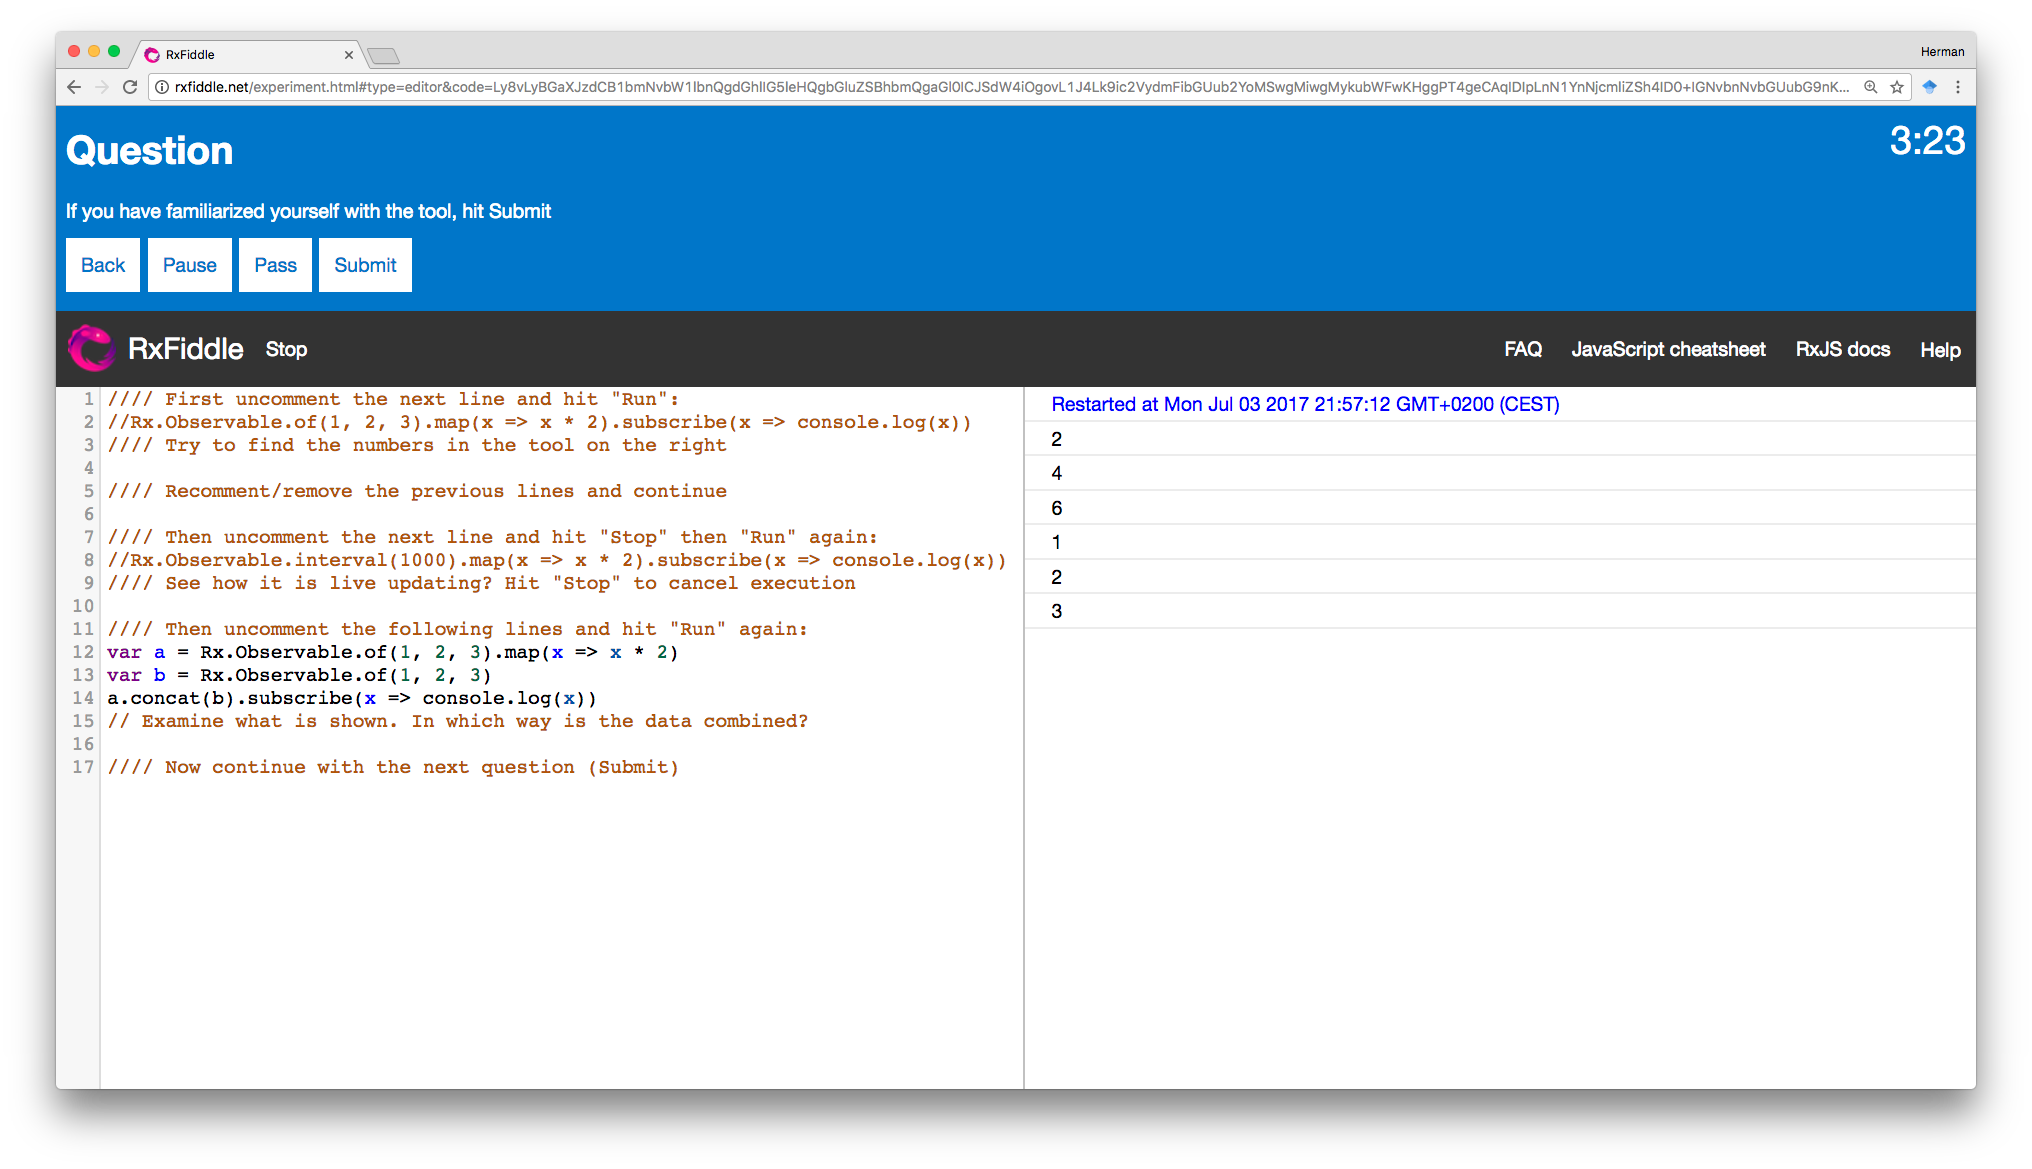 RxFiddle
Herman
rxfiddle.net/experiment.html#type=editor&code=
Question
3:23
If you have familiarized yourself with the tool, hit Submit
Back Pause Pass Submit
RxFiddle Stop FAQ JavaScript cheatsheet RxJS docs Help
1 //// First uncomment the next line and hit "Run":
2 //Rx.Observable.of(1, 2, 3).map(x => x * 2).subscribe(x => console.log(x))
3 //// Try to find the numbers in the tool on the right
4
5 //// Recomment/remove the previous lines and continue
6
7 //// Then uncomment the next line and hit "Stop" then "Run" again:
8 //Rx.Observable.interval(1000).map(x => x * 2).subscribe(x => console.log(x))
9 //// See how it is live updating? Hit "Stop" to cancel execution
10
11 //// Then uncomment the following lines and hit "Run" again:
12 var a = Rx.Observable.of(1, 2, 3).map(x => x * 2)
13 var b = Rx.Observable.of(1, 2, 3)
14 a.concat(b).subscribe(x => console.log(x))
15 // Examine what is shown. In which way is the data combined?
16
17 //// Now continue with the next question (Submit)
Restarted at Mon Jul 03 2017 21:57:12 GMT+0200 (CEST)
2
4
6
1
2
3